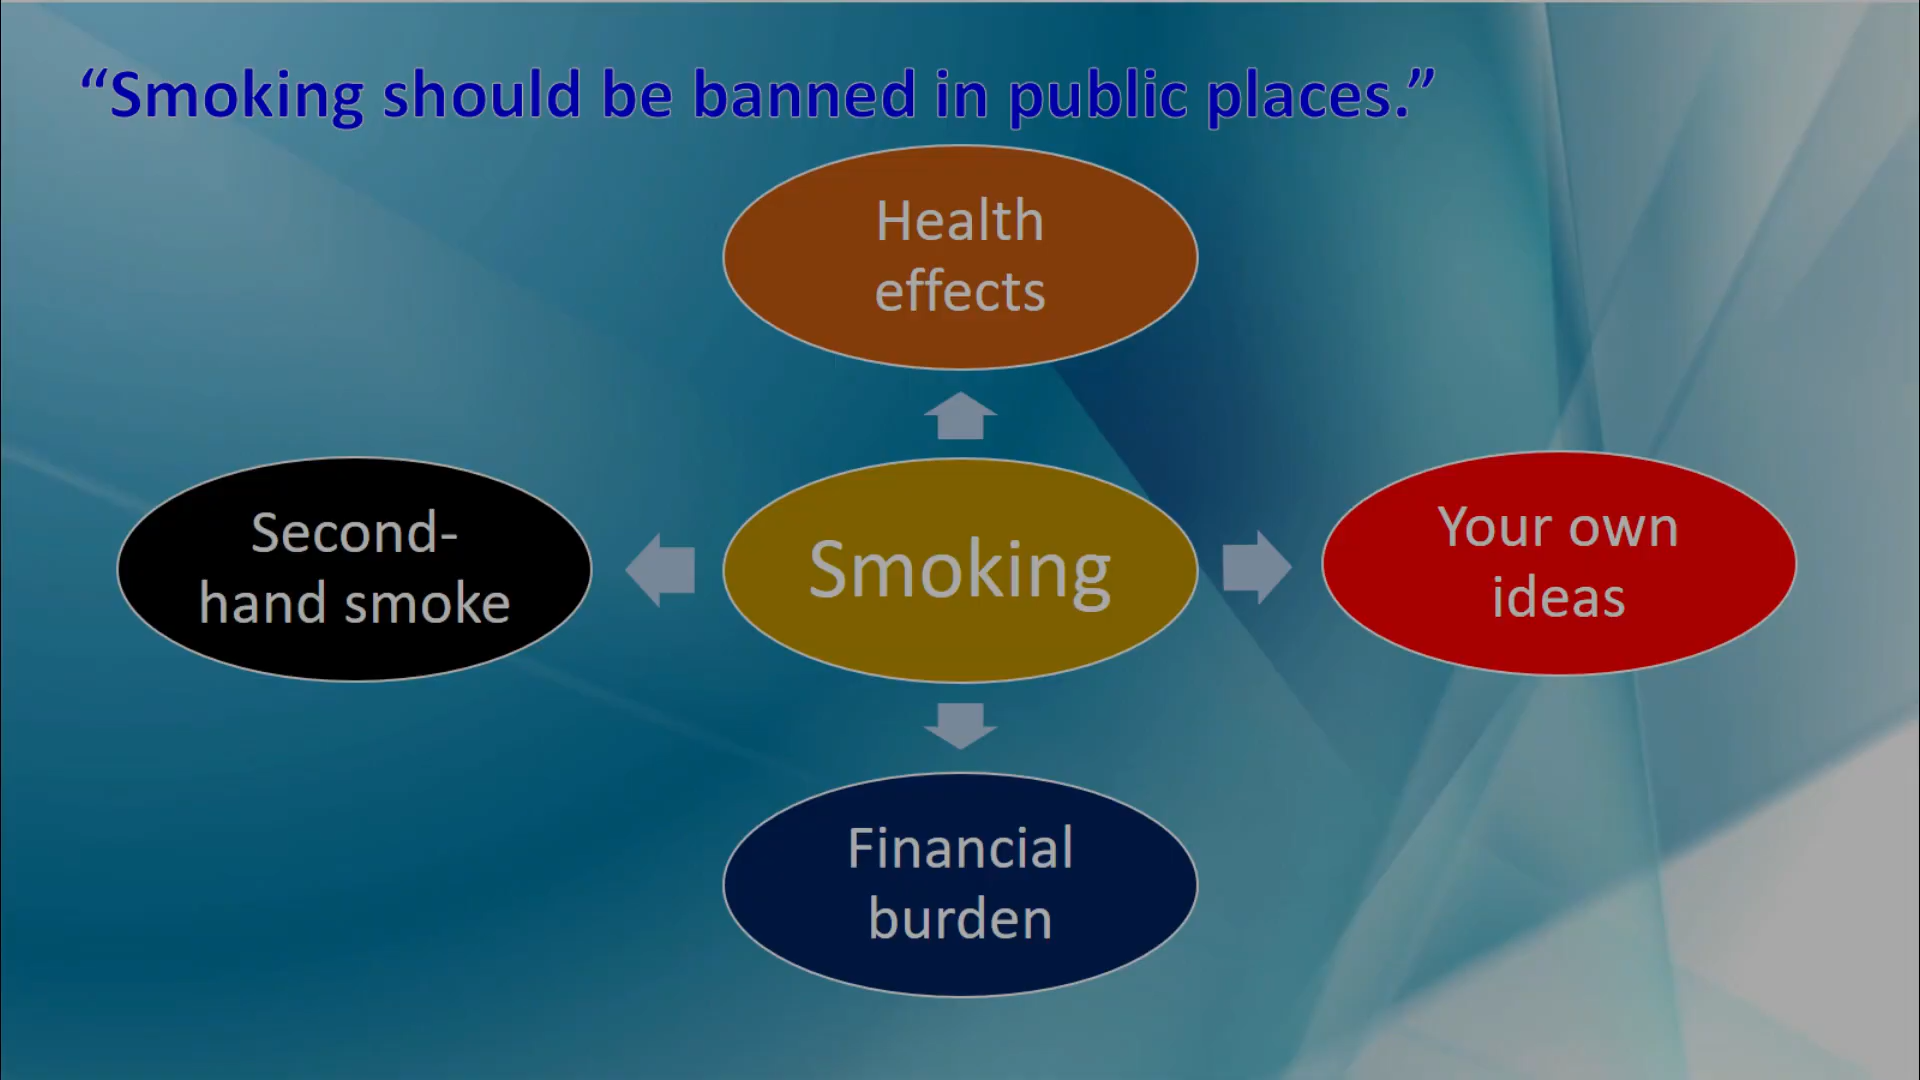 “Smoking should be banned in public places.”
Health
effects
Second-
hand smoke
Smoking
Your own
ideas
Financial
burden